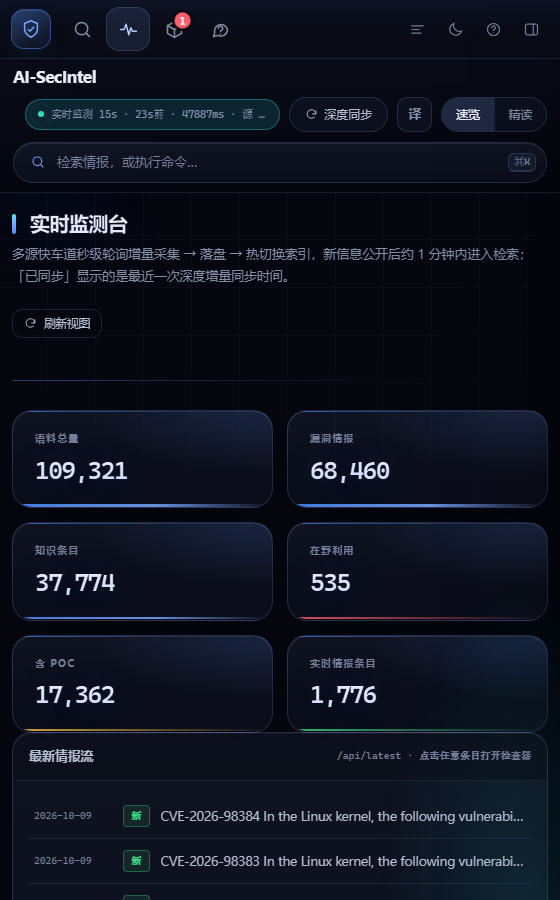 1
AI-SecIntel
实时监测 15s · 23s前 · 47887ms · 源 …
深度同步
译
速览
精读
检索情报，或执行命令...
⌘K
实时监测台
多源快车道秒级轮询增量采集 → 落盘 → 热切换索引，新信息公开后约 1 分钟内进入检索；
「已同步」显示的是最近一次深度增量同步时间。
刷新视图
语料总量
109,321
漏洞情报
68,460
知识条目
37,774
在野利用
535
含 POC
17,362
实时情报条目
1,776
最新情报流
/api/latest · 点击任意条目打开检查器
2026-10-09 新 CVE-2026-98384 In the Linux kernel, the following vulnerabi...
2026-10-09 新 CVE-2026-98383 In the Linux kernel, the following vulnerabi...